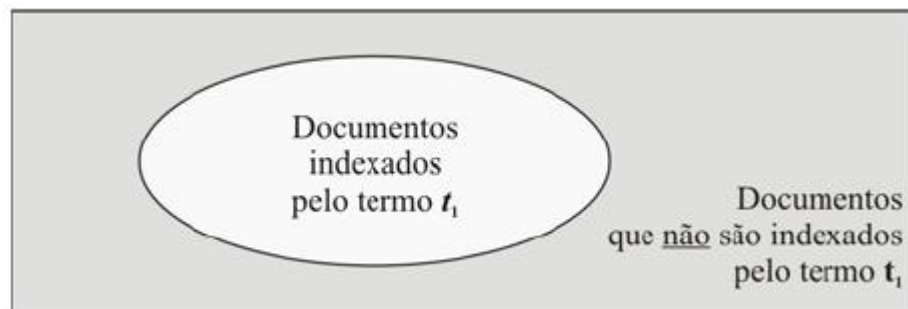 Documentos
indexados
pelo termo t₁
Documentos
que não são indexados
pelo termo t₁